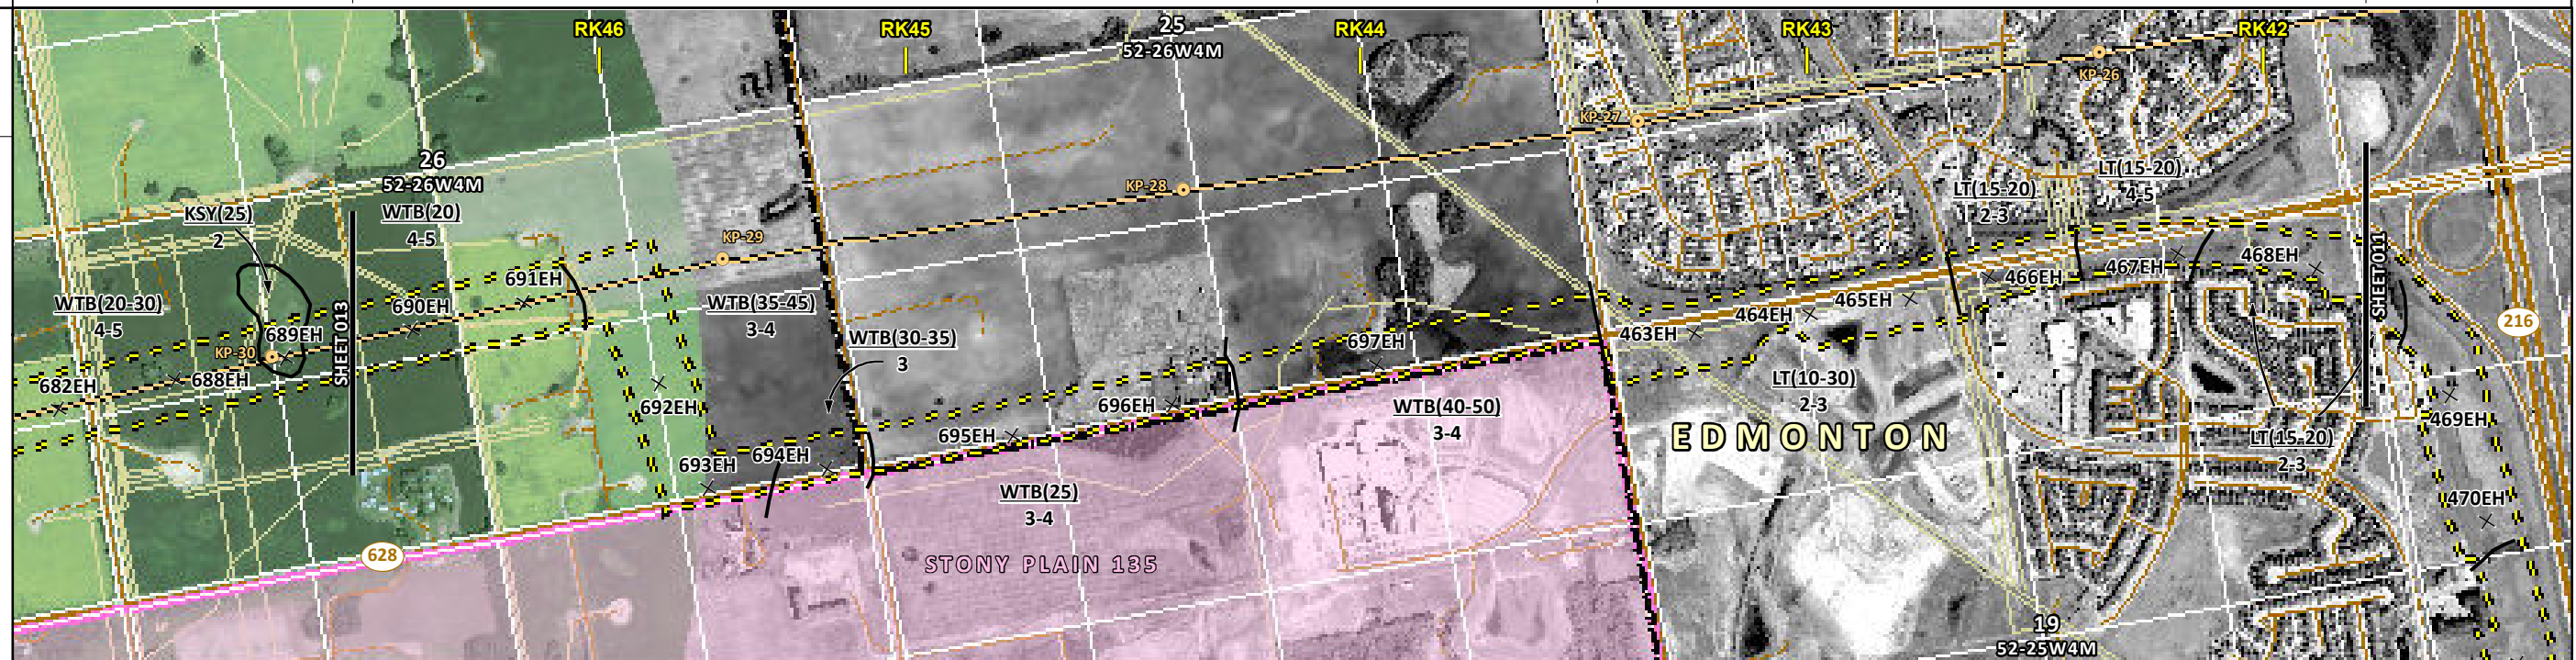 RK46
RK45
25
52-26W4M
RK44
RK43
RK42
KP-26
KP-27
26
52-26W4M
KP-28
LT(15-20)
4-5
LT(15-20)
2-3
KSY(25)
2
WTB(20)
4-5
KP-29
691EH
690EH
WTB(20-30)
4-5
689EH
KP-30
SHEET 013
682EH
688EH
WTB(35-45)
3-4
WTB(30-35)
3
692EH
693EH
694EH
695EH
696EH
697EH
463EH
464EH
465EH
466EH
467EH
468EH
SHEET 011
216
LT(10-30)
2-3
WTB(40-50)
3-4
EDMONTON
469EH
LT(15-20)
2-3
470EH
WTB(25)
3-4
628
STONY PLAIN 135
19
52-25W4M